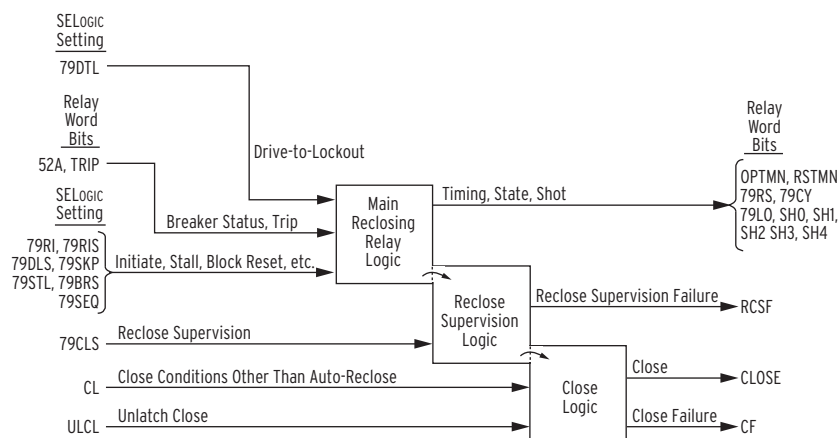 SELOGIC
Setting
79DTL
Relay
Word
Bits
52A, TRIP
SELOGIC
Setting
79RI, 79RIS
79DLS, 79SKP
79STL, 79BRS
79SEQ
79CLS
CL
ULCL
Drive-to-Lockout
Breaker Status, Trip
Initiate, Stall, Block Reset, etc.
Reclose Supervision
Close Conditions Other Than Auto-Reclose
Unlatch Close
Main
Reclosing
Relay
Logic
Reclose
Supervision
Logic
Close
Logic
Timing, State, Shot
Reclose Supervision Failure
Close
Close Failure
Relay
Word
Bits
OPTMN, RSTMN
79RS, 79CY
79LO, SH0, SH1,
SH2 SH3, SH4
RCSF
CLOSE
CF